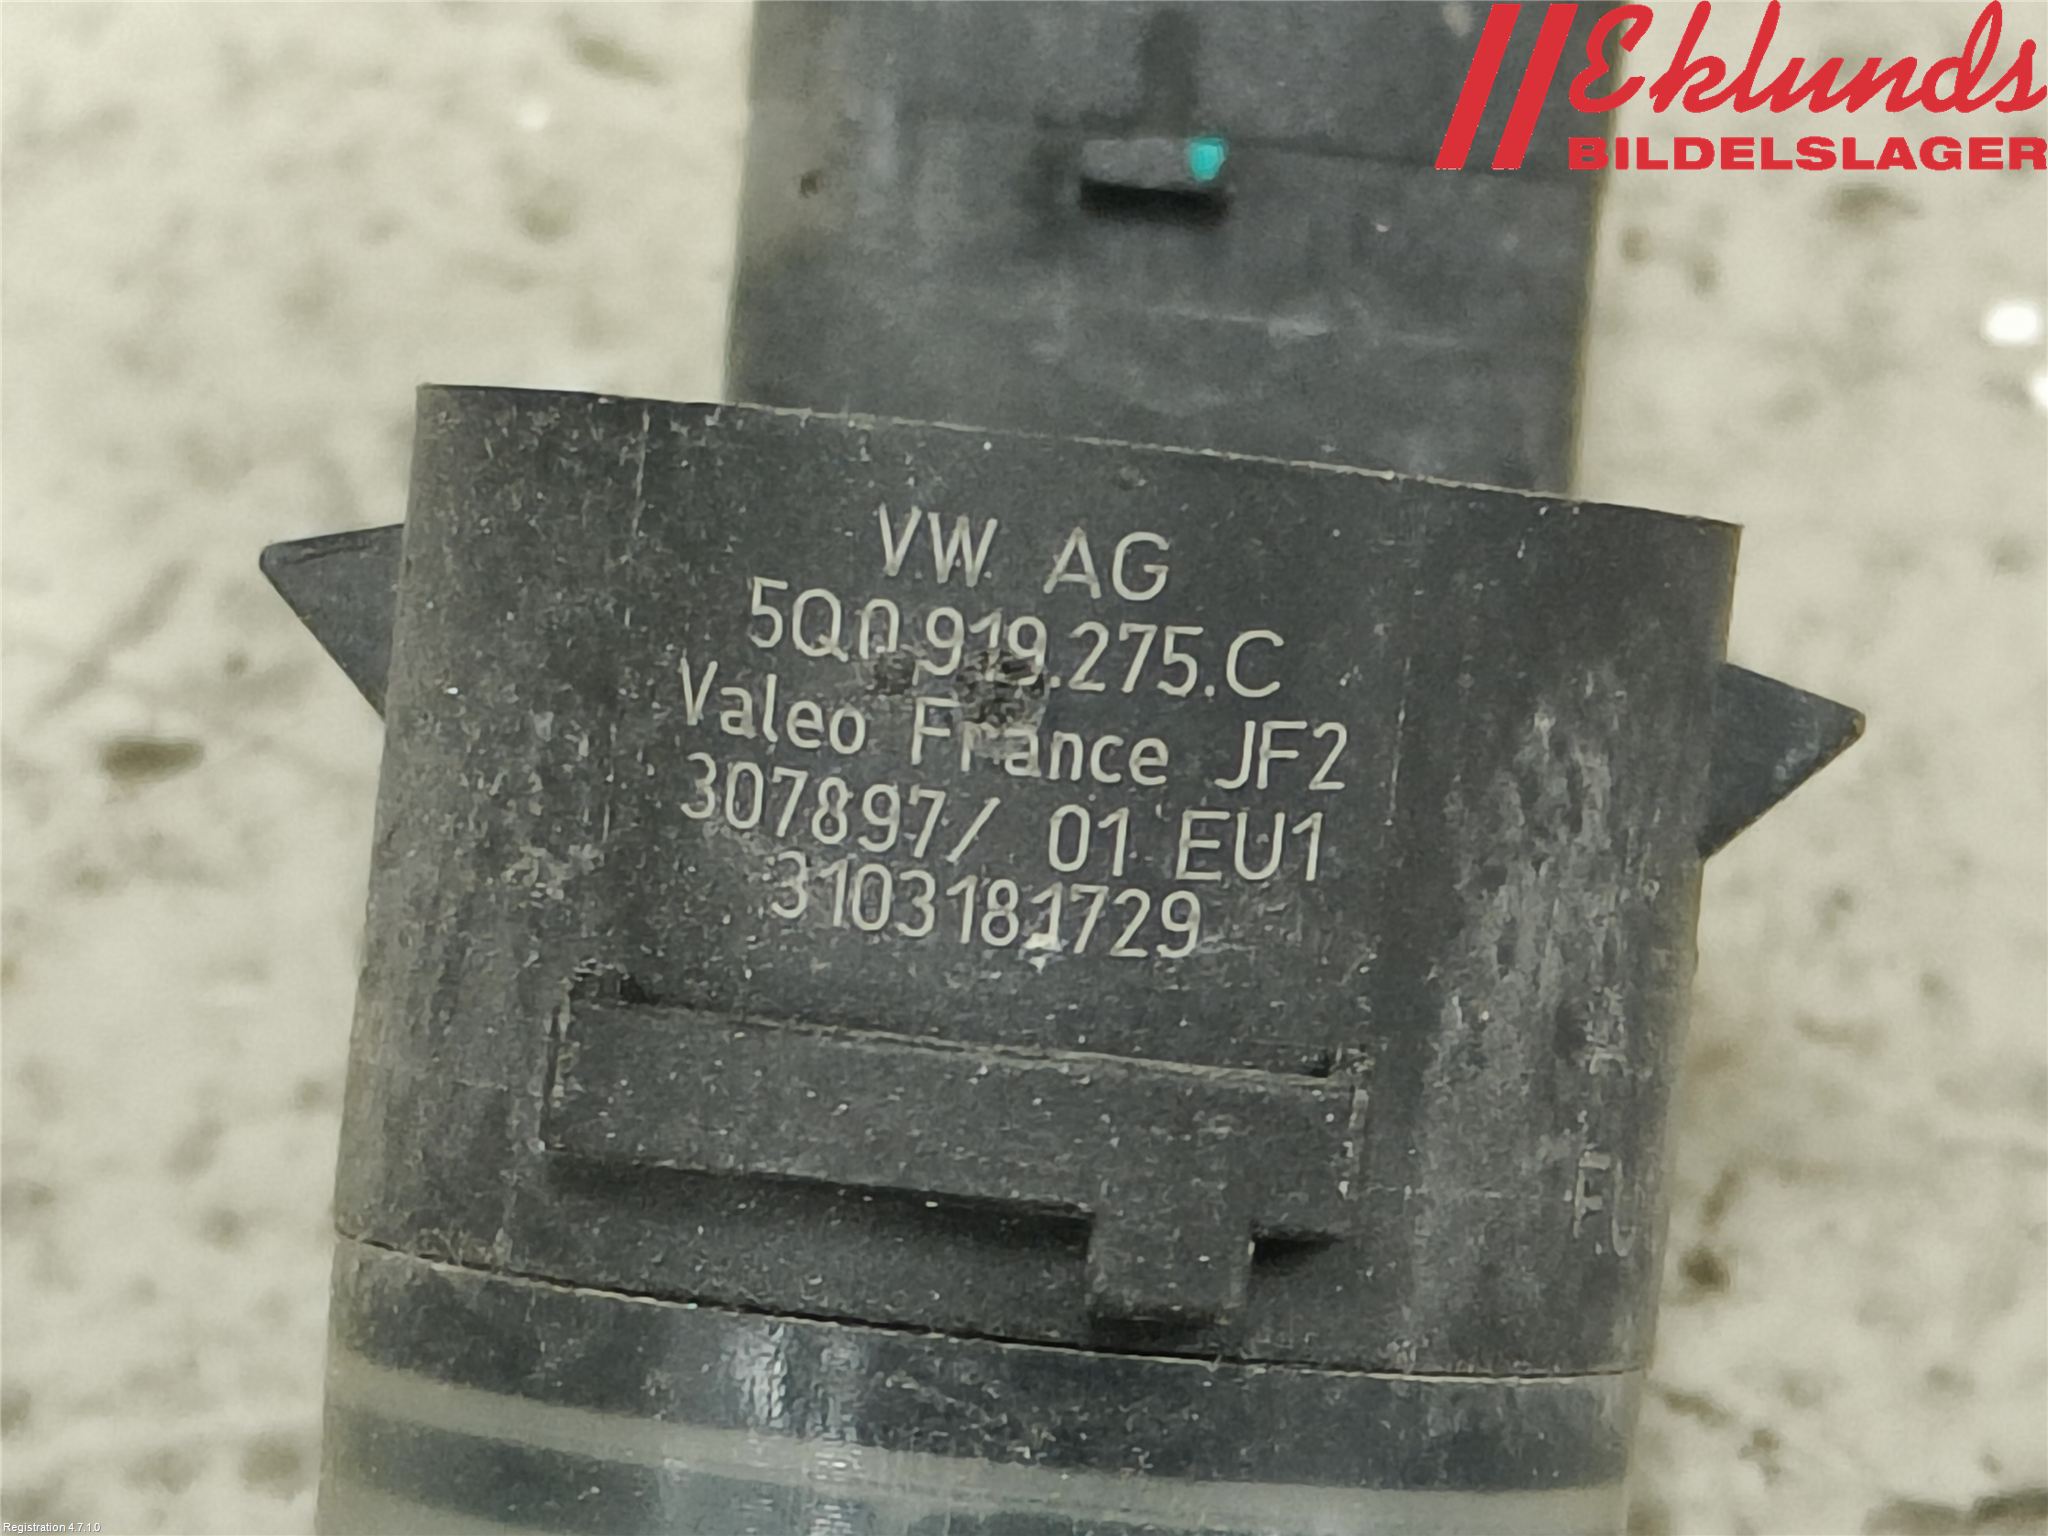 Eklunds
BILDELSLAGER
VW AG
5Q0.919.275.C
Valeo France JF2
307897/ 01 EU1
3103181729
Registration 4.7.1.0